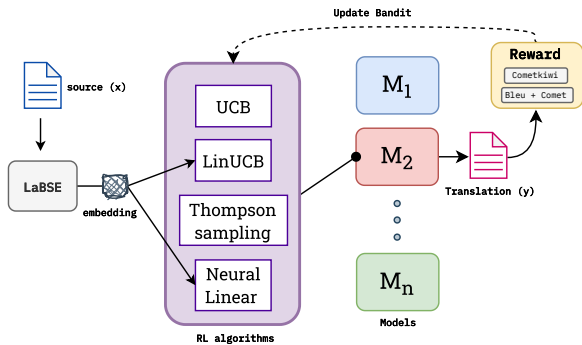 Update Bandit
Reward
Cometkiwi
Bleu + Comet
source (x)
LaBSE
embedding
UCB
LinUCB
Thompson
sampling
Neural
Linear
RL algorithms
M1
M2
Mn
Models
Translation (y)